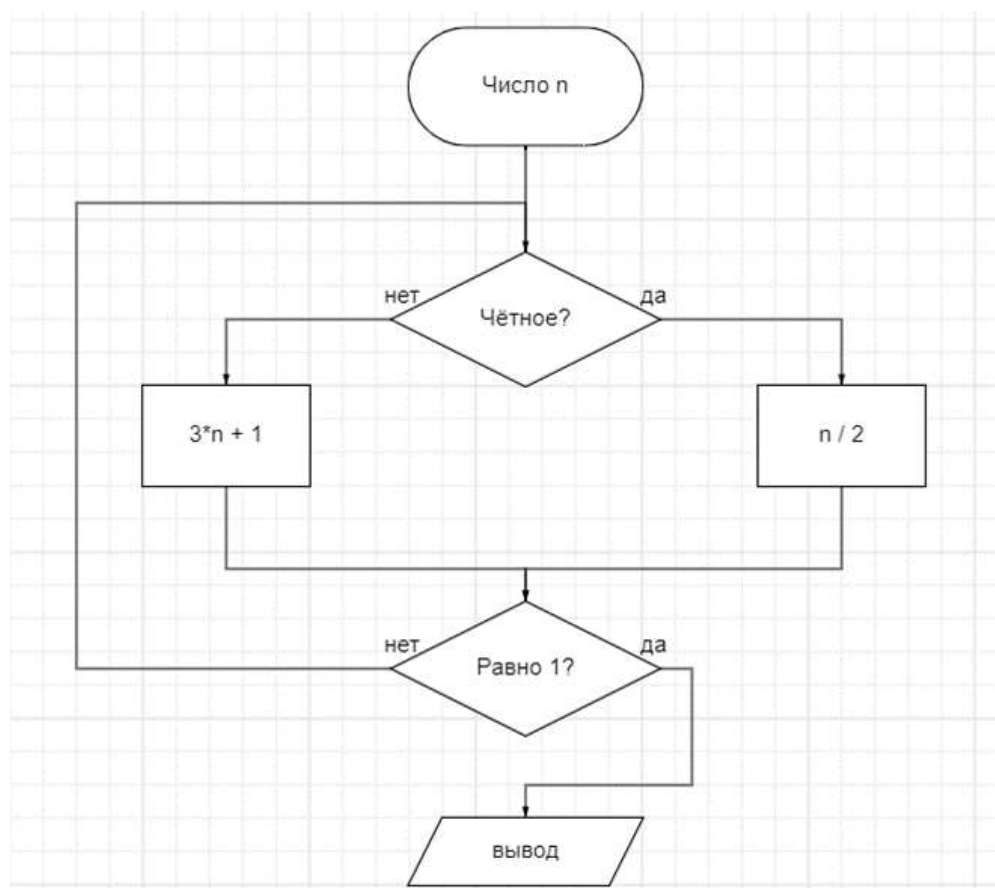 Число n
нет
да
Чётное?
3*n + 1
n / 2
нет
да
Равно 1?
вывод